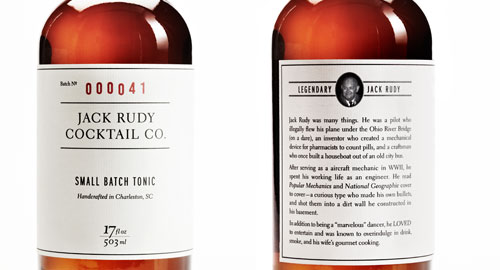 Batch Nº 000041
JACK RUDY
COCKTAIL CO.
SMALL BATCH TONIC
Handcrafted in Charleston, SC
17 fl oz
503 ml
LEGENDARY JACK RUDY
Jack Rudy was many things. He was a pilot who
illegally flew his plane under the Ohio River Bridge
(on a dare), an inventor who created a mechanical
device for pharmacists to count pills, and a craftsman
who once built a houseboat out of an old city bus.
After serving as a aircraft mechanic in WWII, he
spent his working life as an engineer. He read
Popular Mechanics and National Geographic cover
to cover—a curious type who made his own bullets,
and shot them into a dirt wall he constructed in
his basement.
In addition to being a "marvelous" dancer, he LOVED
to entertain and was known to overindulge in drink,
smoke, and his wife's gourmet cooking.